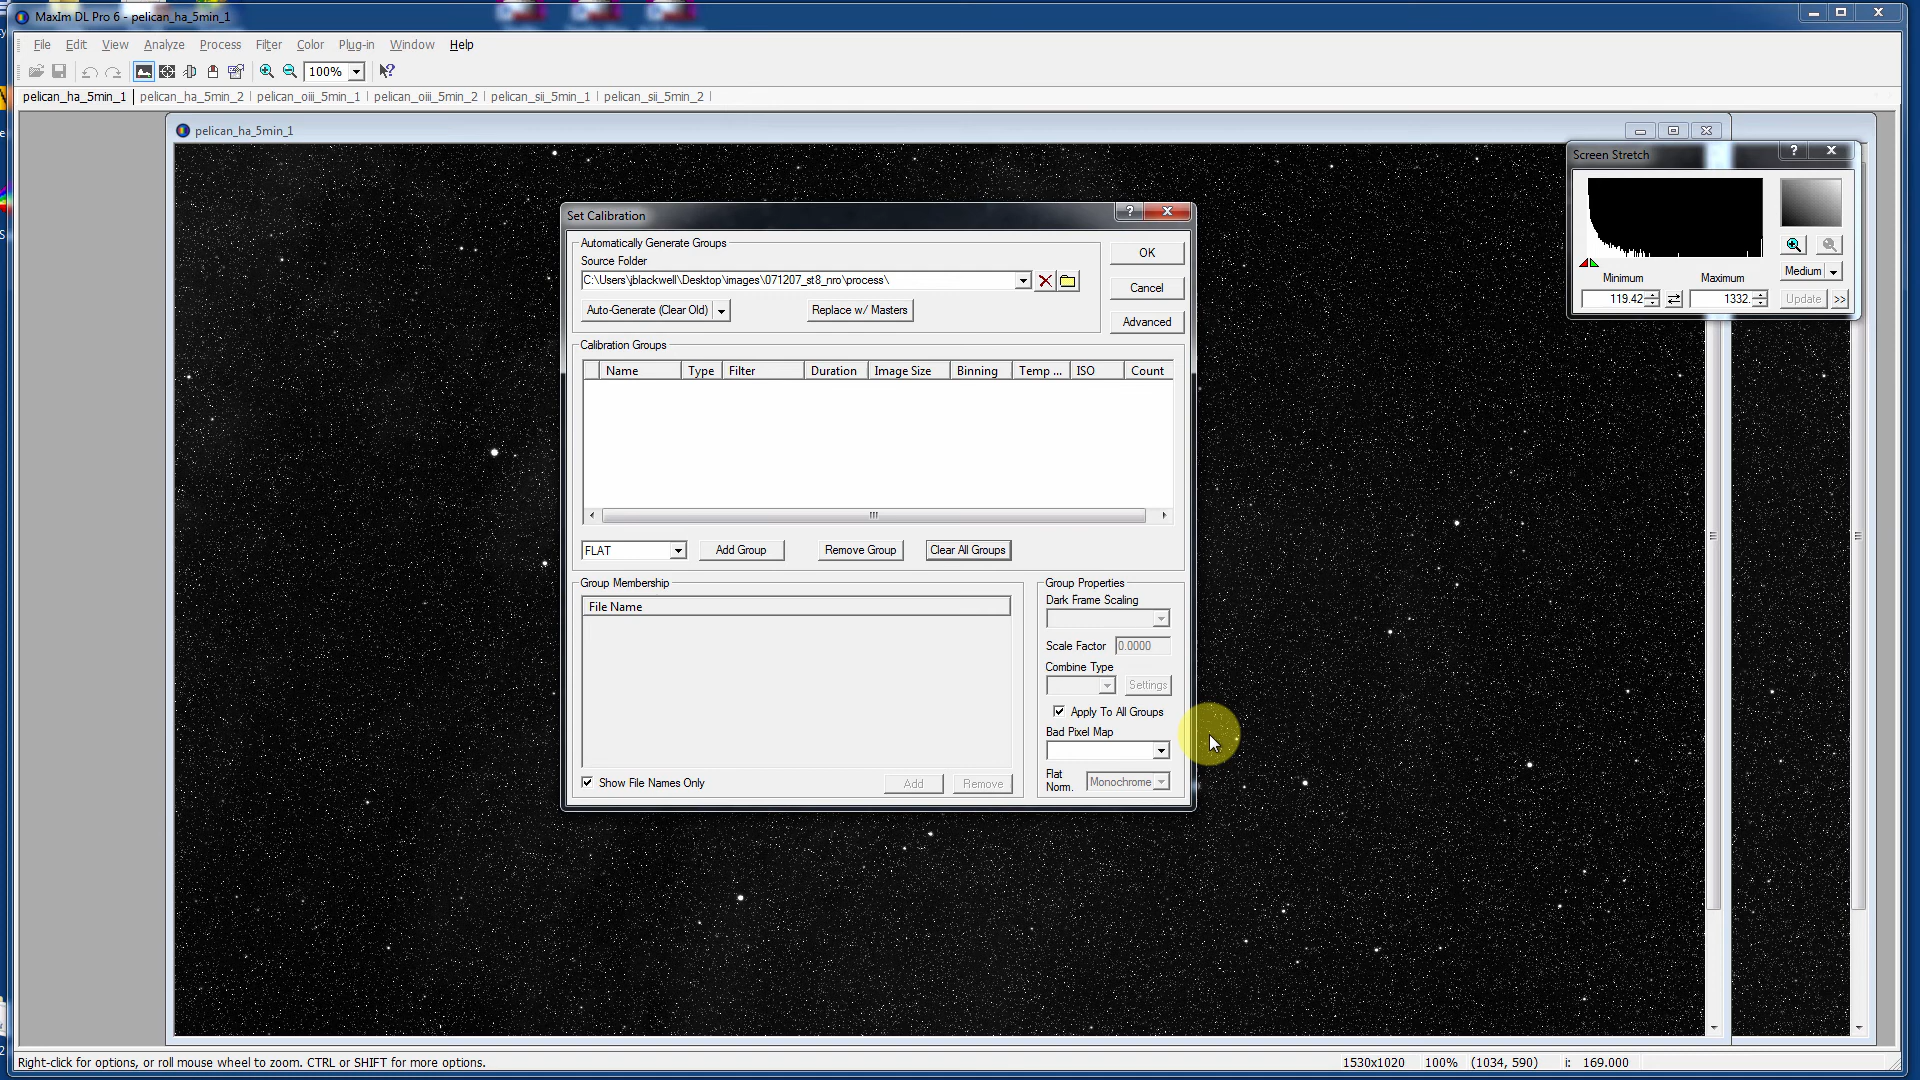 MaxIm DL Pro 6 - pelican_ha_5min_1
File Edit View Analyze Process Filter Color Plug-in Window Help
100%
pelican_ha_5min_1 pelican_ha_5min_2 pelican_oiii_5min_1 pelican_oiii_5min_2 pelican_sii_5min_1 pelican_sii_5min_2
pelican_ha_5min_1
Screen Stretch
Minimum Maximum
Medium
119.42 1332. Update >>
Set Calibration
Automatically Generate Groups
Source Folder
C:\Users\jblackwell\Desktop\images\071207_st8_nro\process\
Auto-Generate (Clear Old) Replace w/ Masters
OK
Cancel
Advanced
Calibration Groups
Name Type Filter Duration Image Size Binning Temp ... ISO Count
FLAT Add Group Remove Group Clear All Groups
Group Membership
File Name
Show File Names Only Add Remove
Group Properties
Dark Frame Scaling
Scale Factor 0.0000
Combine Type
Settings
Apply To All Groups
Bad Pixel Map
Flat Norm. Monochrome
Right-click for options, or roll mouse wheel to zoom. CTRL or SHIFT for more options. 1530x1020 100% (1034, 590) i: 169.000